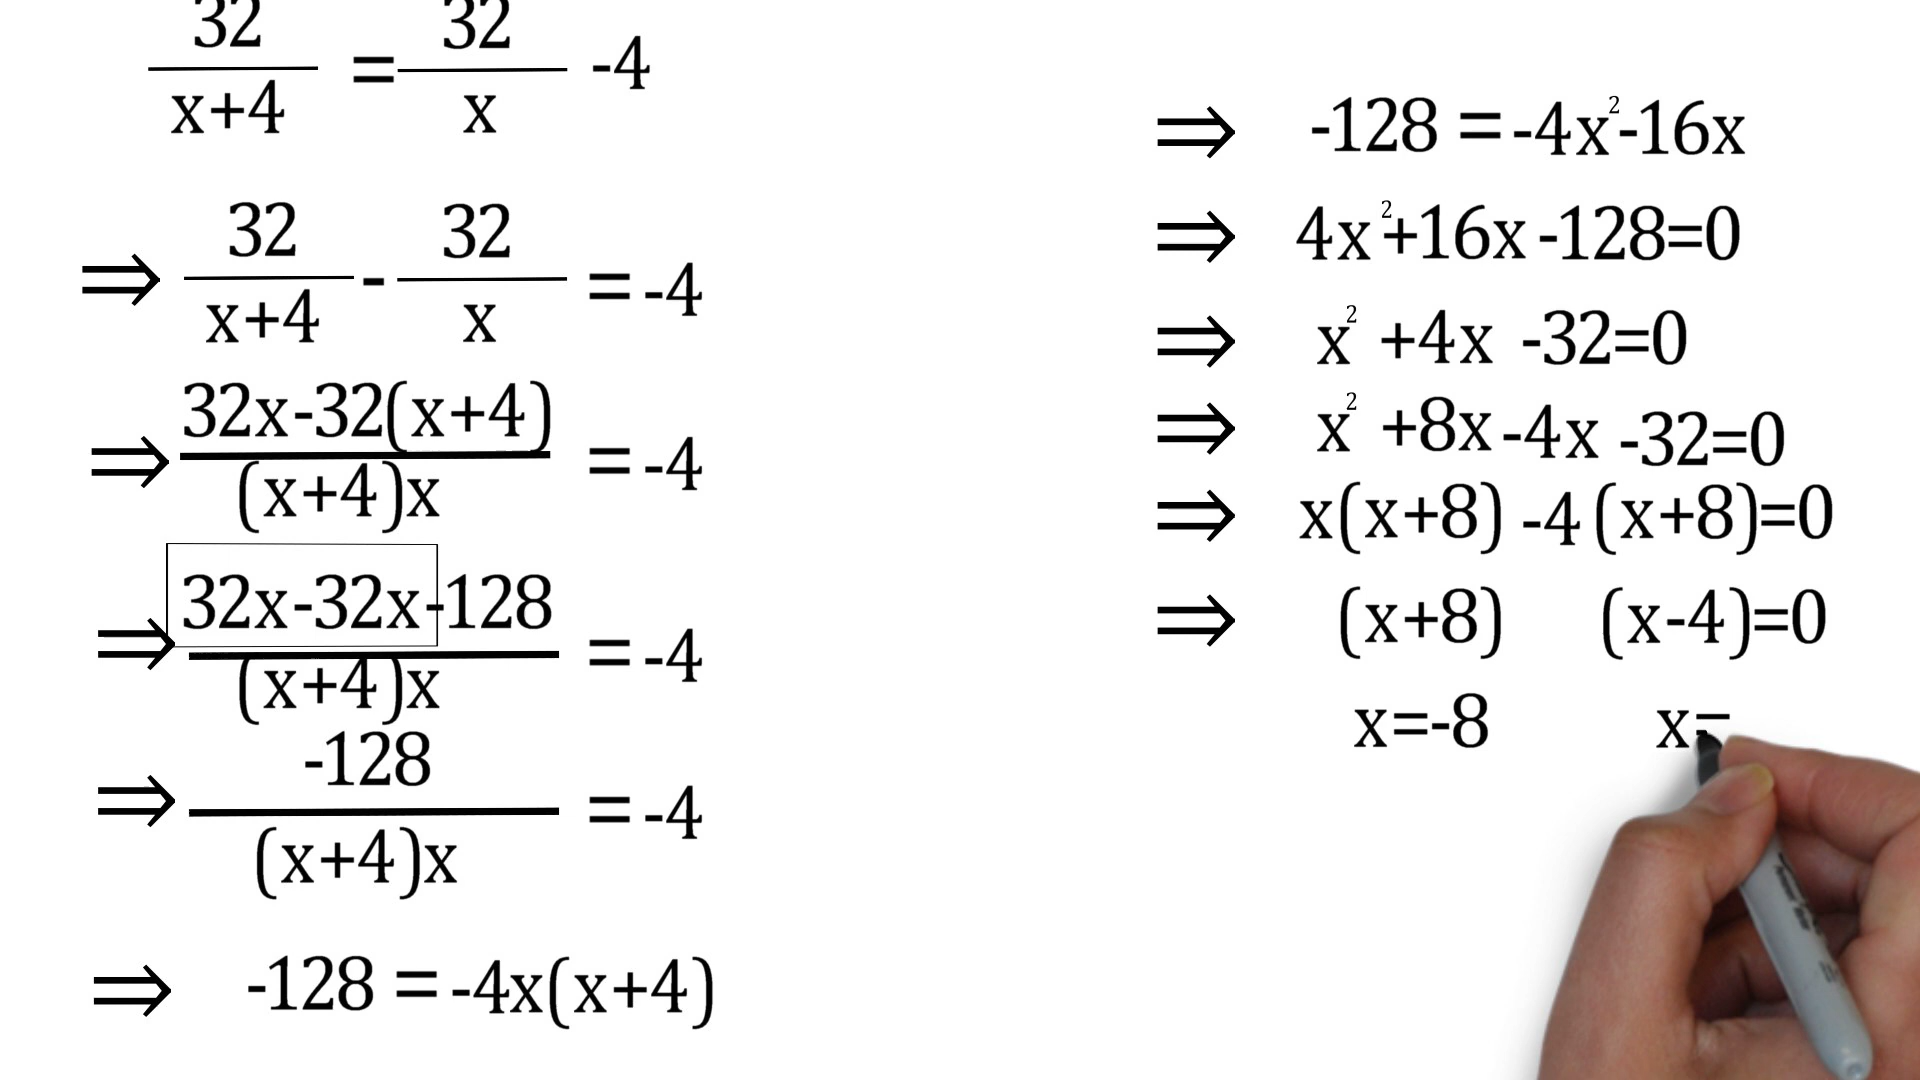 32/(x+4) = 32/x -4
⇒ 32/(x+4) - 32/x = -4
⇒ 32x-32(x+4)/(x+4)x = -4
⇒ 32x-32x-128/(x+4)x = -4
⇒ -128/(x+4)x = -4
⇒ -128 = -4x(x+4)
⇒ -128 = -4x²-16x
⇒ 4x²+16x-128=0
⇒ x² +4x -32=0
⇒ x² +8x-4x -32=0
⇒ x(x+8) -4(x+8)=0
⇒ (x+8) (x-4)=0
x=-8 x=